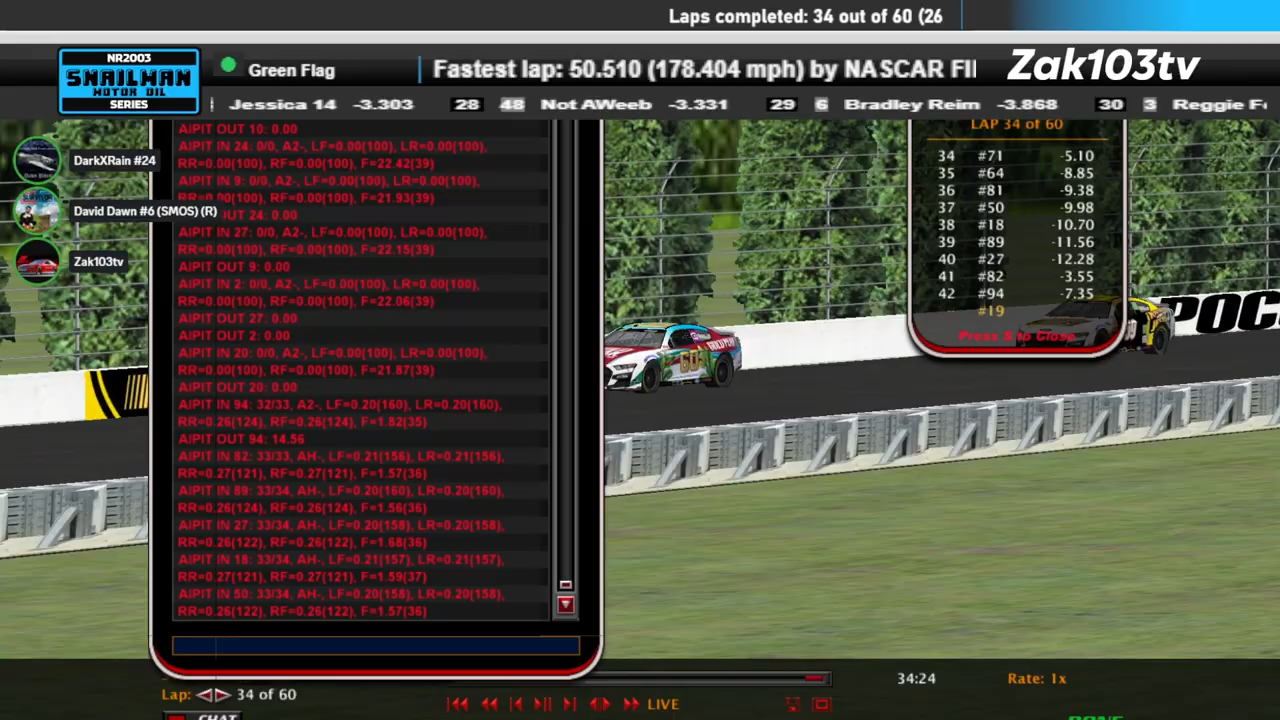 Laps completed: 34 out of 60 (26
NR2003
SNAILMAN
MOTOR OIL
SERIES
Green Flag
Fastest lap: 50.510 (178.404 mph) by NASCAR
Zak103tv
Jessica 14 -3.303 28 48 Not AWeeb -3.331 29 6 Bradley Reim -3.868 30 3 Reggie
DarkXRain #24
David Dawn #6 (SMOS) (R)
Zak103tv
AIPIT OUT 10: 0.00
AIPIT IN 24: 0/0, A2-, LF=0.00(100), LR=0.00(100),
RR=0.00(100), RF=0.00(100), F=22.42(39)
AIPIT IN 9: 0/0, A2-, LF=0.00(100), LR=0.00(100),
RR=0.00(100), RF=0.00(100), F=21.93(39)
OUT 24: 0.00
AIPIT IN 27: 0/0, A2-, LF=0.00(100), LR=0.00(100),
RR=0.00(100), RF=0.00(100), F=22.15(39)
AIPIT OUT 9: 0.00
AIPIT IN 2: 0/0, A2-, LF=0.00(100), LR=0.00(100),
RR=0.00(100), RF=0.00(100), F=22.06(39)
AIPIT OUT 27: 0.00
AIPIT OUT 2: 0.00
AIPIT IN 20: 0/0, A2-, LF=0.00(100), LR=0.00(100),
RR=0.00(100), RF=0.00(100), F=21.87(39)
AIPIT OUT 20: 0.00
AIPIT IN 94: 32/33, A2-, LF=0.20(160), LR=0.20(160),
RR=0.26(124), RF=0.26(124), F=1.82(35)
AIPIT OUT 94: 14.56
AIPIT IN 82: 33/33, AH-, LF=0.21(156), LR=0.21(156),
RR=0.27(121), RF=0.27(121), F=1.57(36)
AIPIT IN 89: 33/34, AH-, LF=0.20(160), LR=0.20(160),
RR=0.26(124), RF=0.26(124), F=1.56(36)
AIPIT IN 27: 33/34, AH-, LF=0.20(158), LR=0.20(158),
RR=0.26(122), RF=0.26(122), F=1.68(36)
AIPIT IN 18: 33/34, AH-, LF=0.21(157), LR=0.21(157),
RR=0.27(121), RF=0.27(121), F=1.59(37)
AIPIT IN 50: 33/34, AH-, LF=0.20(158), LR=0.20(158),
RR=0.26(122), RF=0.26(122), F=1.57(36)
LAP 34 of 60
34 #71 -5.10
35 #64 -8.85
36 #81 -9.38
37 #50 -9.98
38 #18 -10.70
39 #89 -11.56
40 #27 -12.28
41 #82 -3.55
42 #94 -7.35
#19
Press X to Close
60
POC
Lap: 34 of 60
LIVE
34:24
Rate: 1x
CHAT
DONE